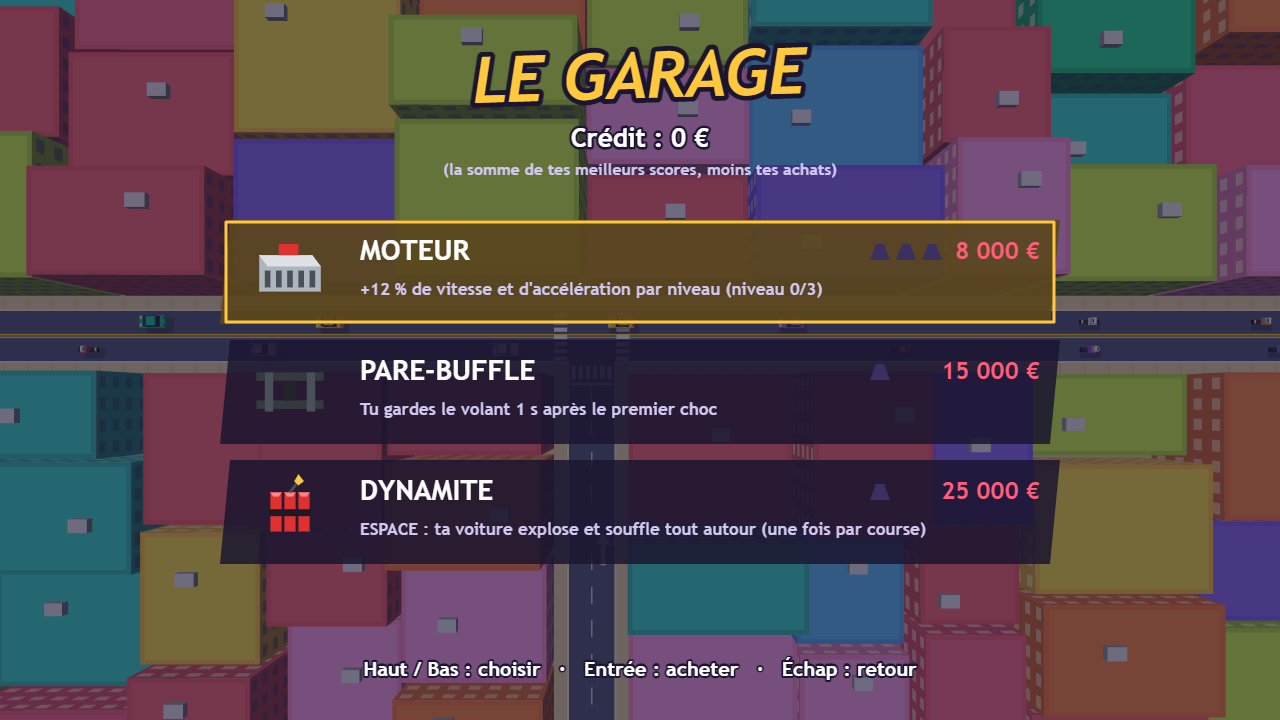 LE GARAGE
Crédit : 0 €
(la somme de tes meilleurs scores, moins tes achats)
MOTEUR
8 000 €
+12 % de vitesse et d'accélération par niveau (niveau 0/3)
PARE-BUFFLE
15 000 €
Tu gardes le volant 1 s après le premier choc
DYNAMITE
25 000 €
ESPACE : ta voiture explose et souffle tout autour (une fois par course)
Haut / Bas : choisir · Entrée : acheter · Échap : retour